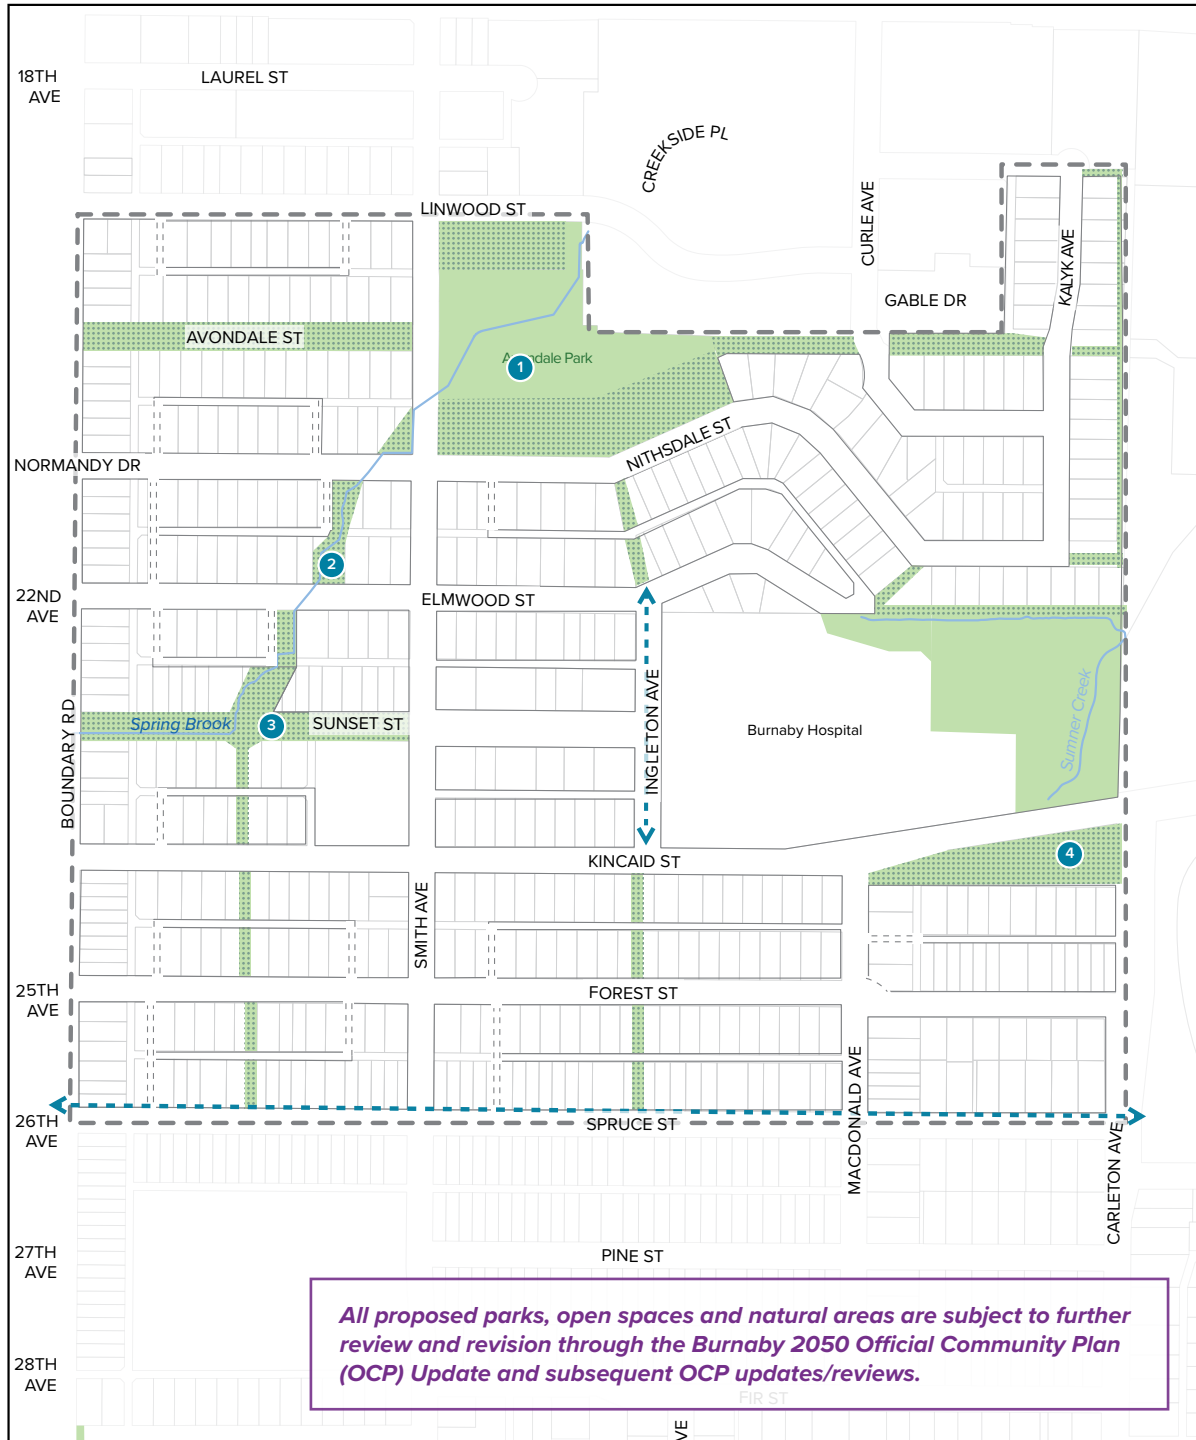 18TH
AVE
LAUREL ST
CREEKSIDE PL
CURLE AVE
LINWOOD ST
KALYK AVE
GABLE DR
AVONDALE ST
1
NITHSDALE ST
NORMANDY DR
2
22ND
AVE
ELMWOOD ST
BOUNDARY RD
Spring Brook
3
SUNSET ST
INGLETON AVE
Burnaby Hospital
Sumner Creek
KINCAID ST
4
SMITH AVE
25TH
AVE
FOREST ST
MACDONALD AVE
26TH
AVE
SPRUCE ST
CARLETON AVE
27TH
AVE
PINE ST
All proposed parks, open spaces and natural areas are subject to further
review and revision through the Burnaby 2050 Official Community Plan
(OCP) Update and subsequent OCP updates/reviews.
28TH
AVE
FIR ST